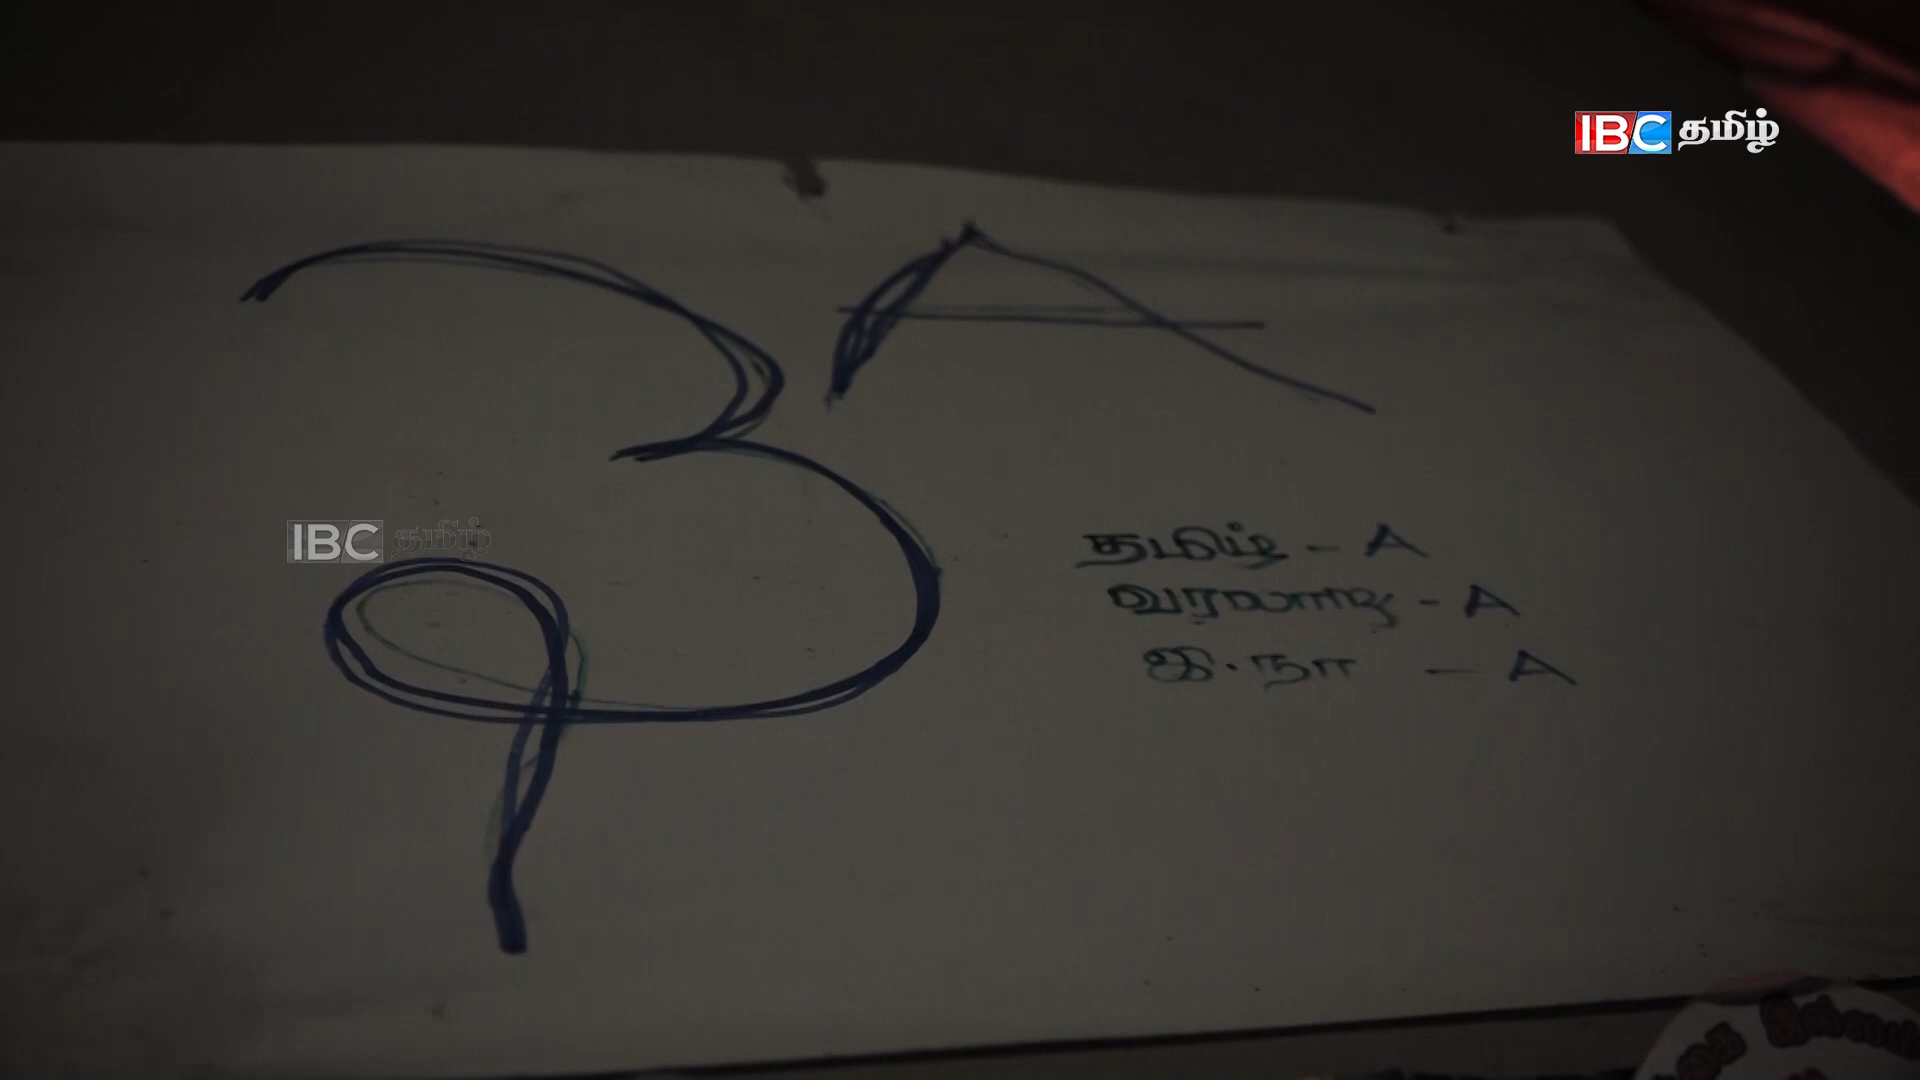 IBC தமிழ்
3A
IBC தமிழ்
தமிழ் - A
வரலாறு - A
இ.நா - A